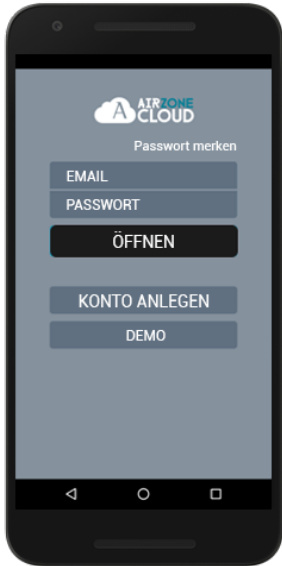 AIRZONE
CLOUD
Passwort merken
EMAIL
PASSWORT
ÖFFNEN
KONTO ANLEGEN
DEMO